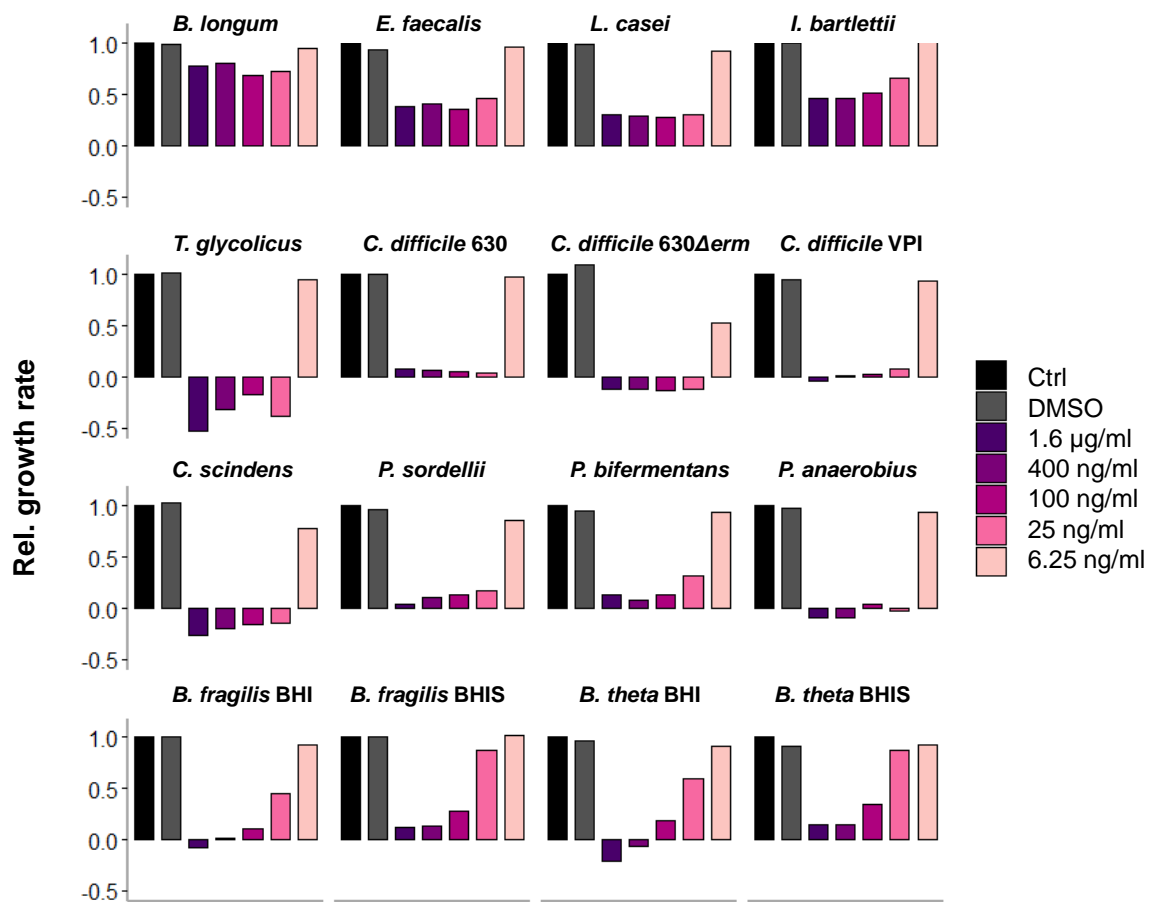 B. longum E. faecalis L. casei I. bartlettii
1.0
0.5
0.0
-0.5
T. glycolicus C. difficile 630 C. difficile 630Δerm C. difficile VPI
1.0
0.5
0.0
-0.5
C. scindens P. sordellii P. bifermentans P. anaerobius
1.0
0.5
0.0
-0.5
B. fragilis BHI B. fragilis BHIS B. theta BHI B. theta BHIS
1.0
0.5
0.0
-0.5
Rel. growth rate
Ctrl
DMSO
1.6 µg/ml
400 ng/ml
100 ng/ml
25 ng/ml
6.25 ng/ml